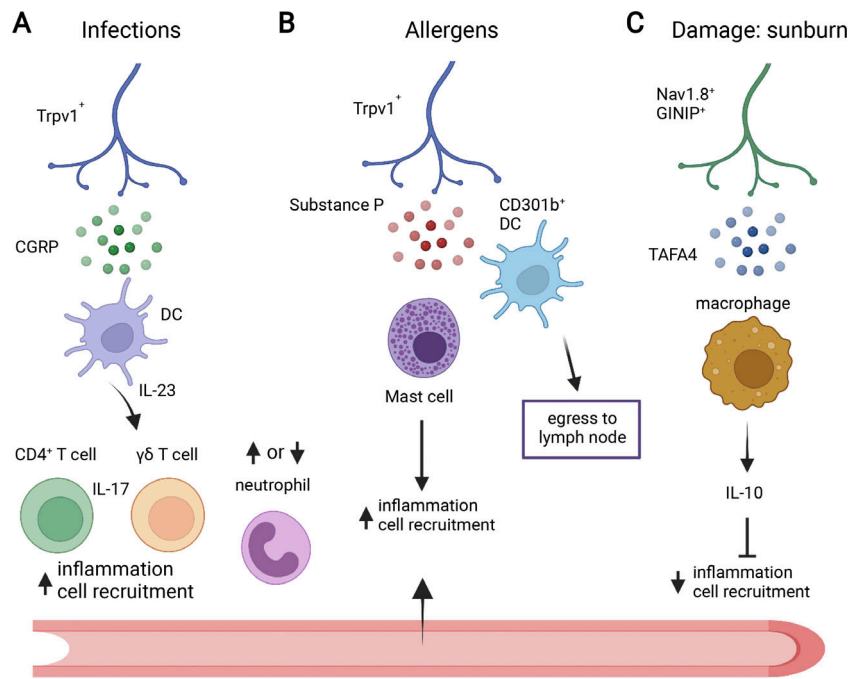 A Infections
Trpv1⁺
CGRP
DC
IL-23
CD4⁺ T cell
γδ T cell
IL-17
inflammation
cell recruitment
or
neutrophil
B Allergens
Trpv1⁺
Substance P
CD301b⁺
DC
Mast cell
egress to
lymph node
inflammation
cell recruitment
C Damage: sunburn
Nav1.8⁺
GINIP⁺
TAFA4
macrophage
IL-10
inflammation
cell recruitment